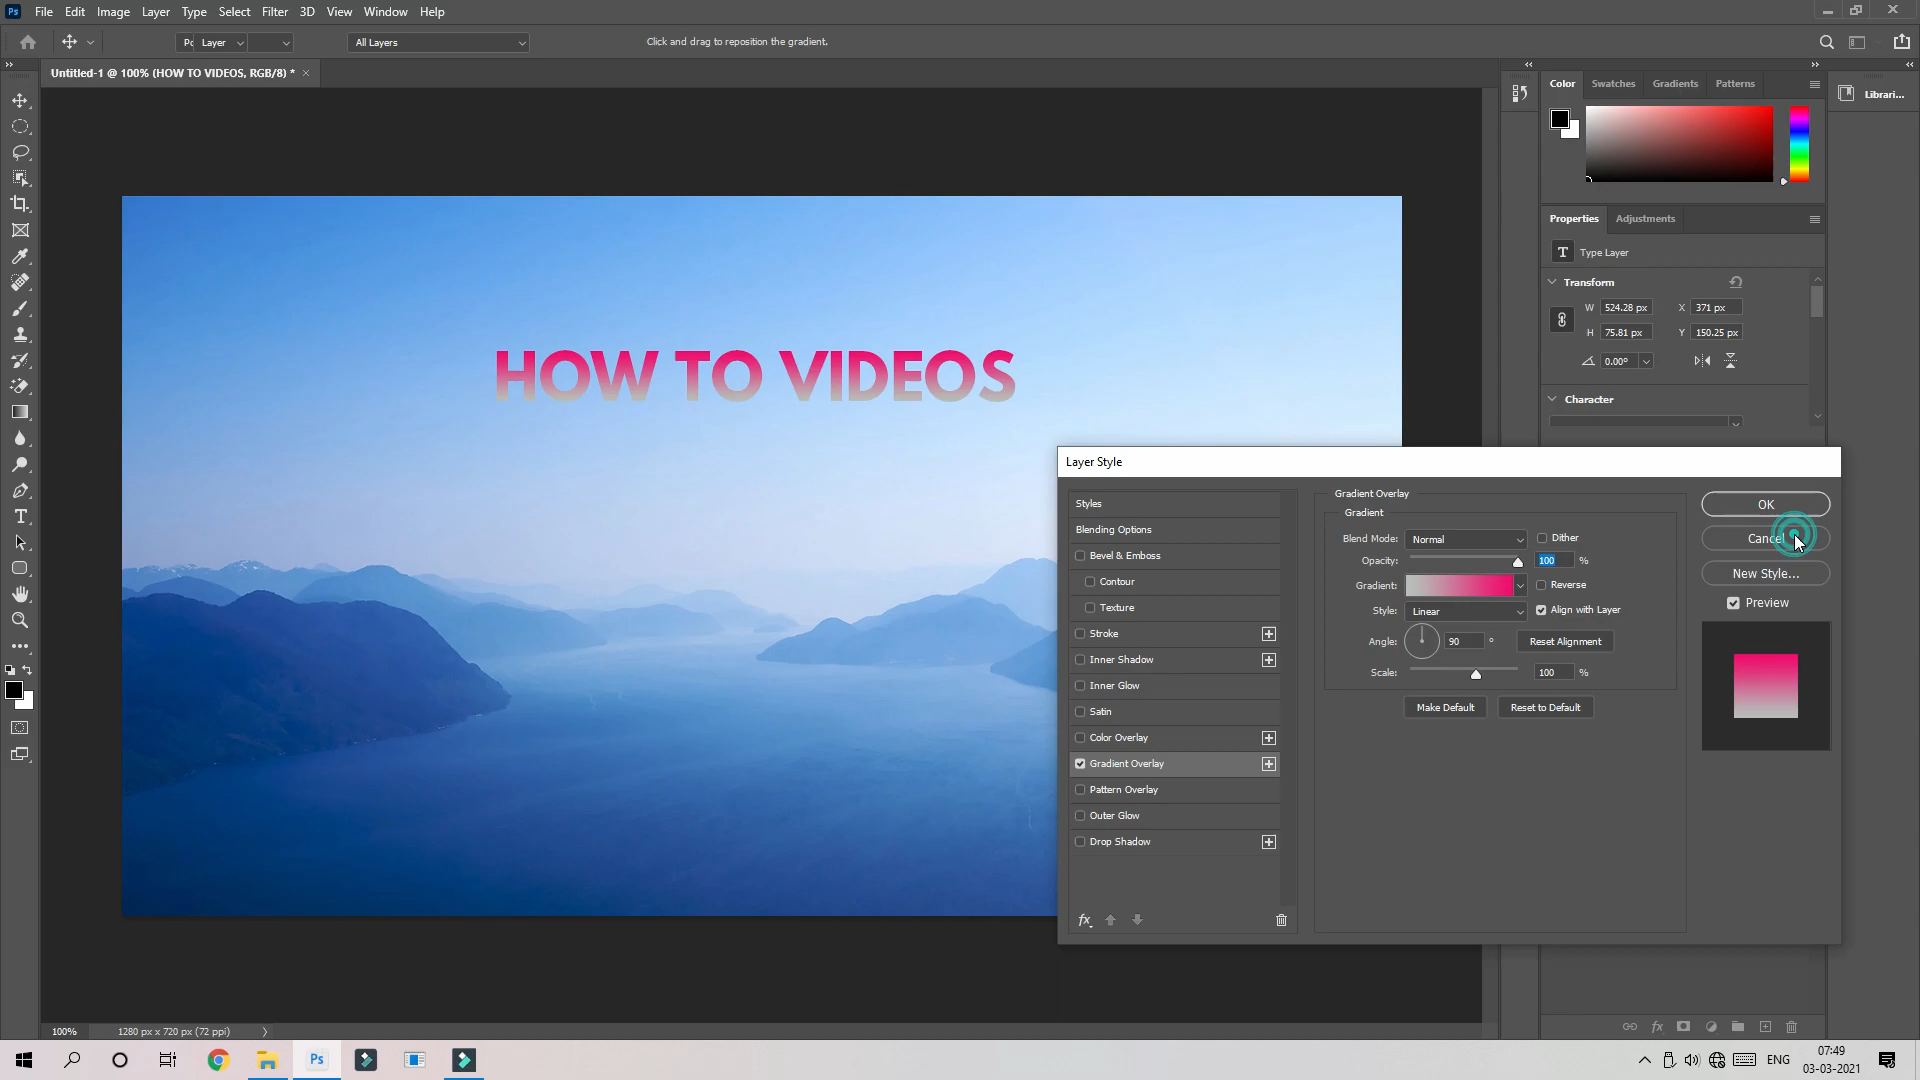 Ps File Edit Image Layer Type Select Filter 3D View Window Help
Layer All Layers Click and drag to reposition the gradient.
Untitled-1 @ 100% (HOW TO VIDEOS, RGB/8) * ×
Color Swatches Gradients Patterns
Librari...
Properties Adjustments
T Type Layer
Transform
W 524.28 px X 371 px
H 75.81 px Y 150.25 px
0.00°
Character
HOW TO VIDEOS
Layer Style
Styles
Blending Options
Bevel & Emboss
Contour
Texture
Stroke
Inner Shadow
Inner Glow
Satin
Color Overlay
Gradient Overlay
Pattern Overlay
Outer Glow
Drop Shadow
fx
Gradient Overlay
Gradient
Blend Mode: Normal Dither
Opacity: 100 %
Gradient: Reverse
Style: Linear Align with Layer
Angle: 90 ° Reset Alignment
Scale: 100 %
Make Default Reset to Default
OK
Cancel
New Style...
Preview
fx
100% 1280 px x 720 px (72 ppi)
Ps
ENG
07:49
03-03-2021